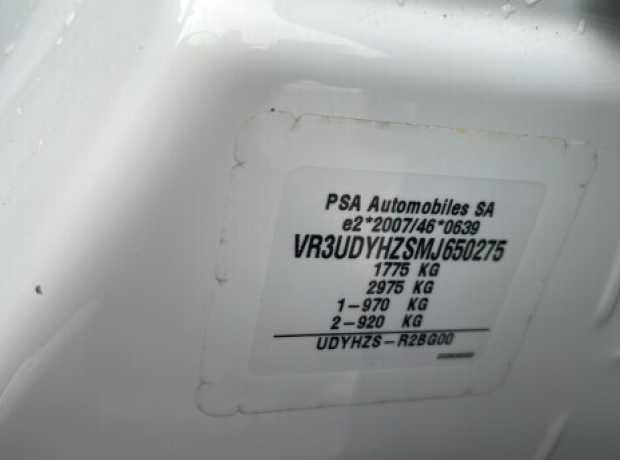 PSA Automobiles SA
e2*2007/46*0639
VR3UDYHZSMJ650275
1775 KG
2975 KG
1-970 KG
2-920 KG
UDYHZS-R2BG00